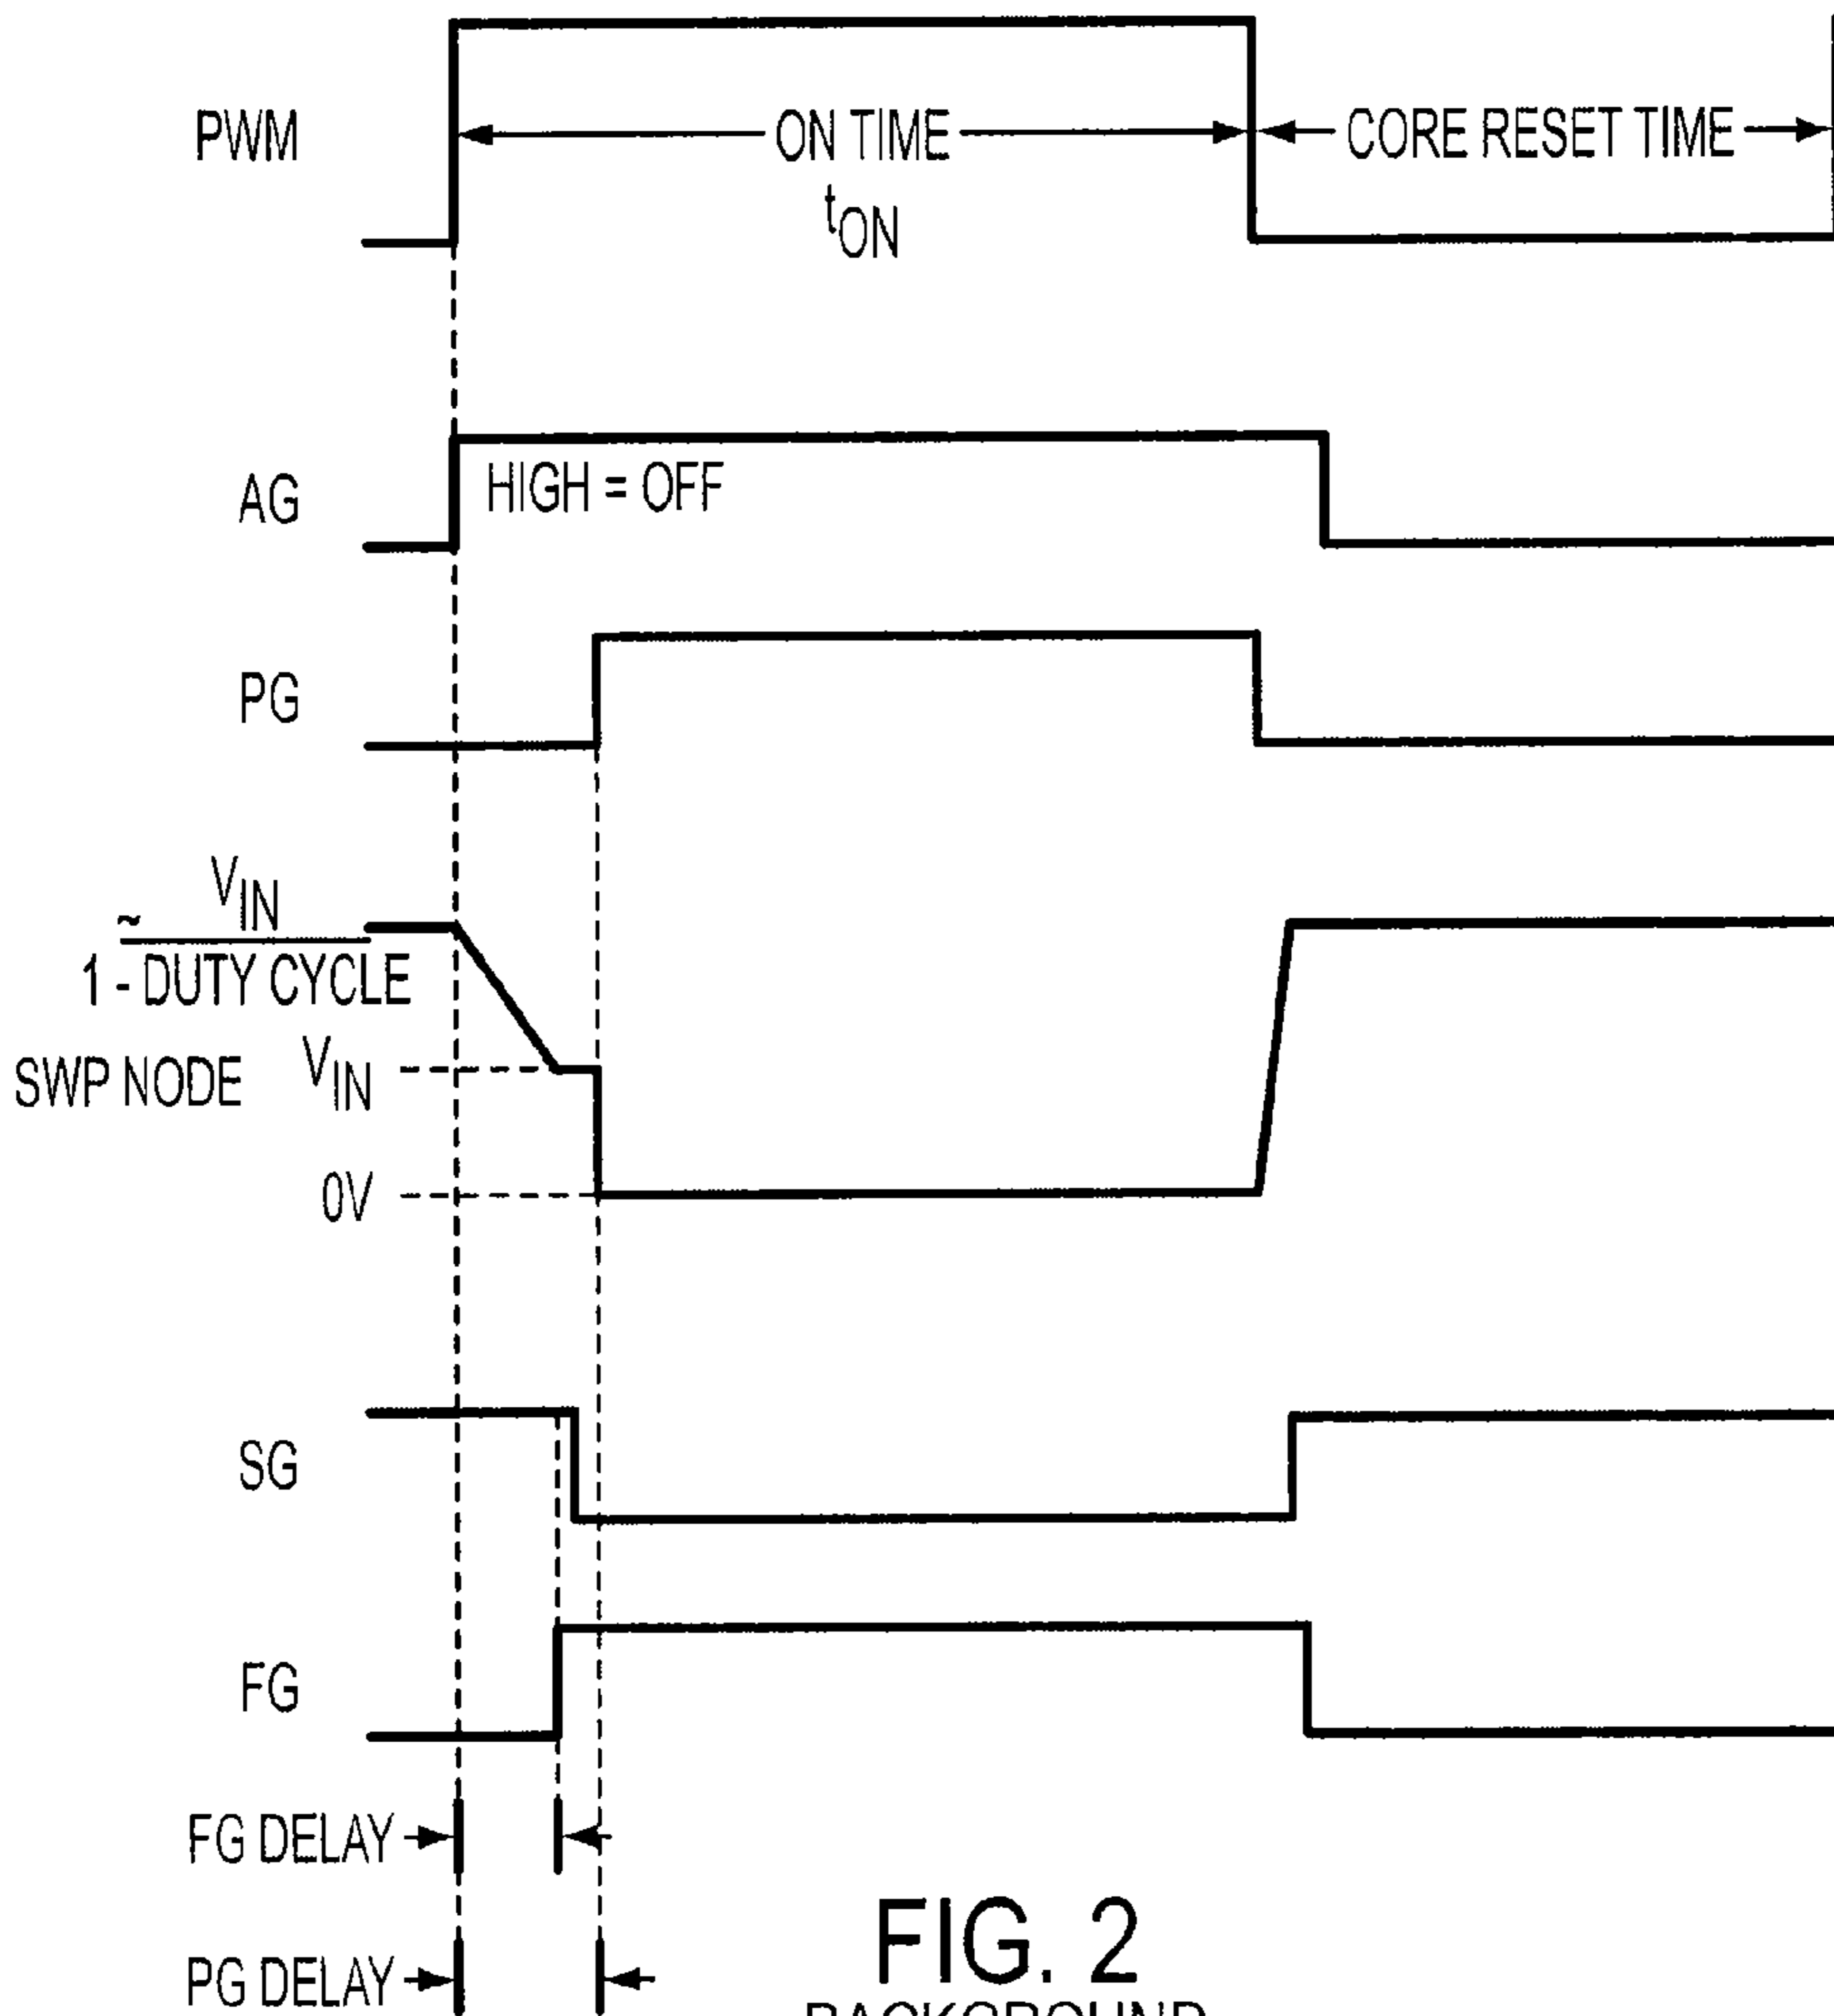 PWM
ON TIME
tON
CORE RESET TIME
AG
HIGH = OFF
PG
~ VIN
1 - DUTY CYCLE
SWP NODE
VIN
0V
SG
FG
FG DELAY
PG DELAY
FIG. 2
BACKGROUND